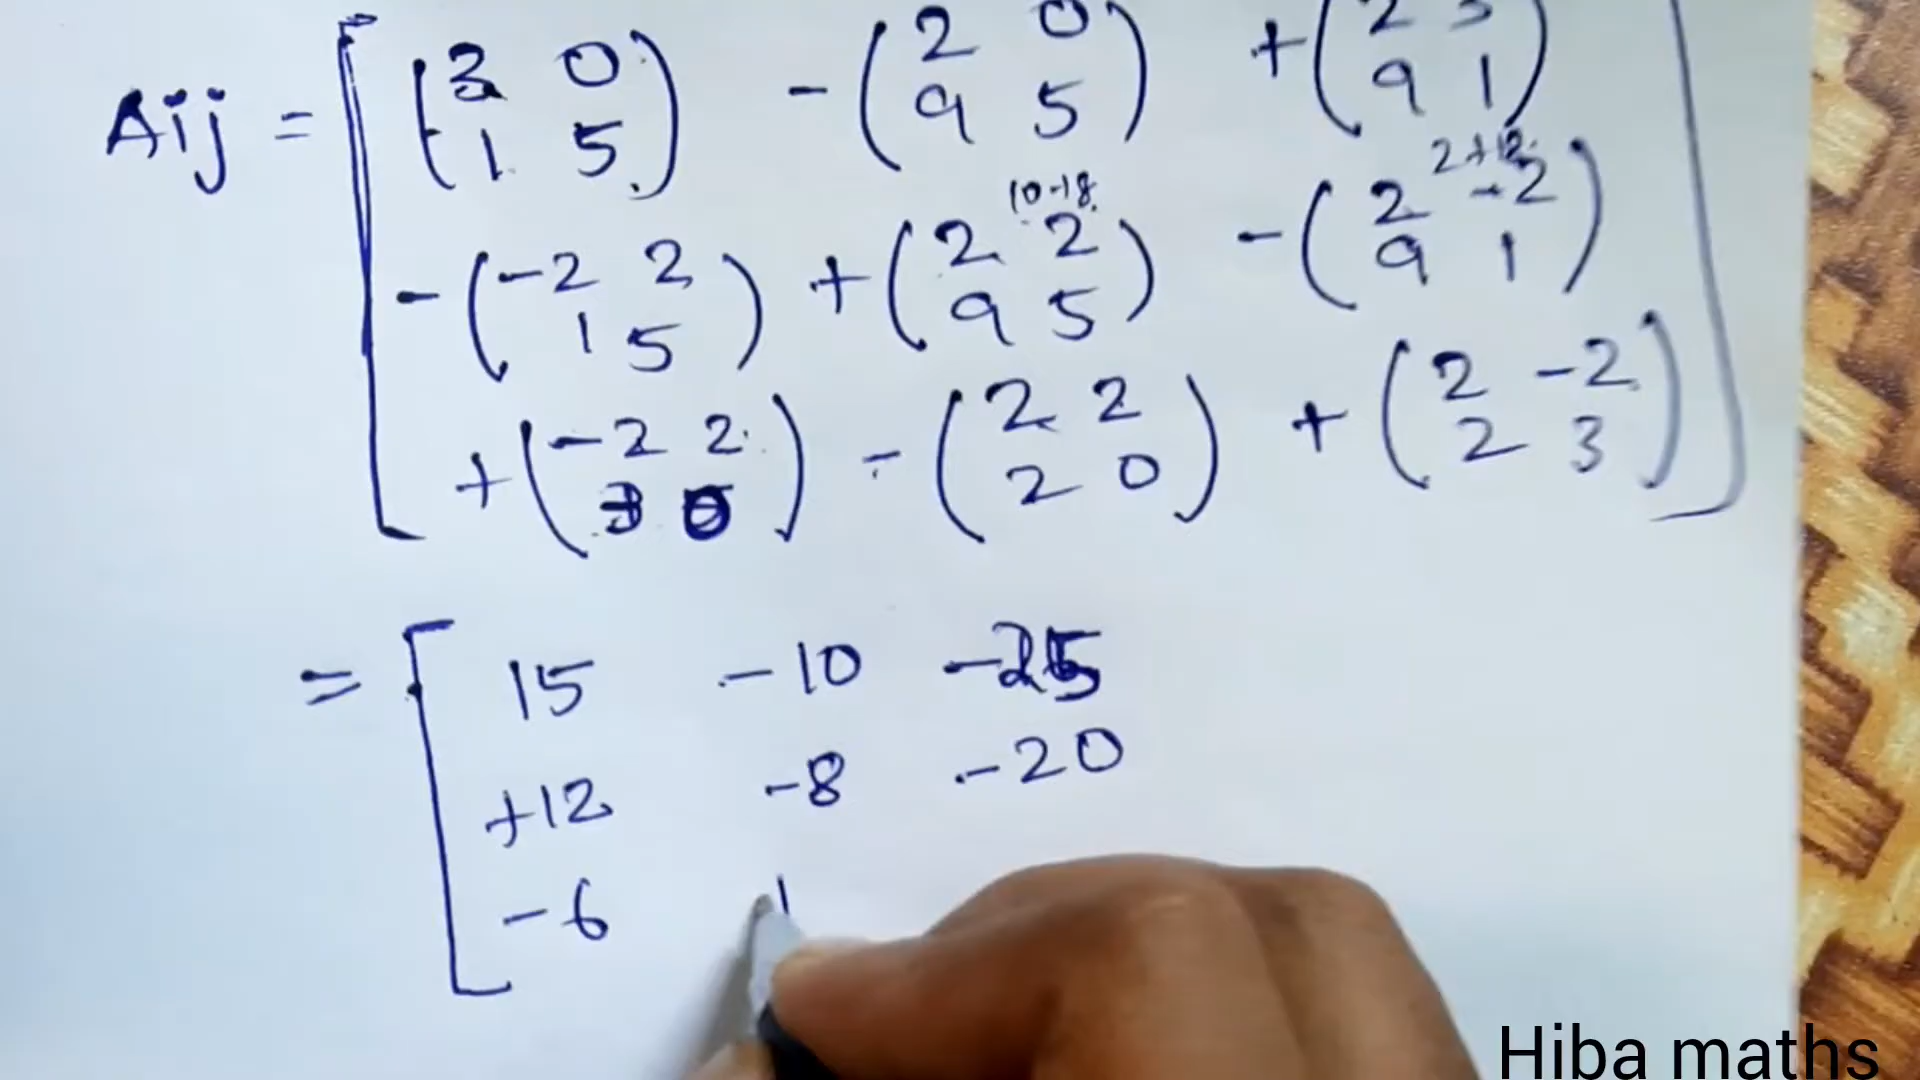 Aij = [ (3 0 -(2 0 +(2 3
1 5) 9 5) 9 1)
10-18 2+18
-(-2 2 +(2 2 -(2 -2
1 5) 9 5) 9 1)
+(-2 2 -(2 2 +(2 -2
3 0) 2 0) 2 3) ]
= [ 15 -10 -25
+12 -8 -20
-6
Hiba maths